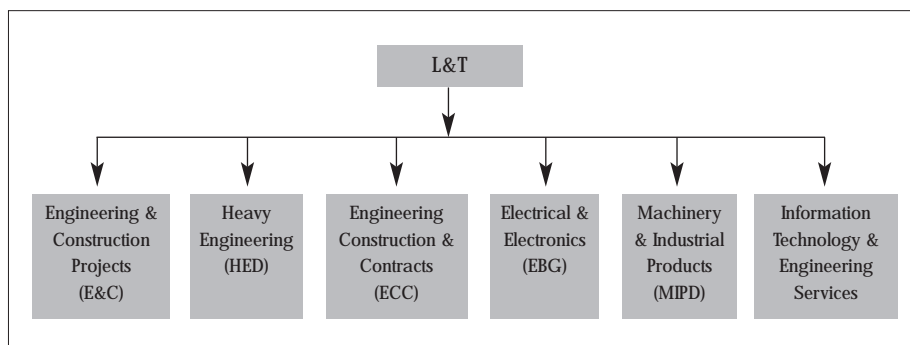 L&T
Engineering &
Construction
Projects
(E&C)
Heavy
Engineering
(HED)
Engineering
Construction &
Contracts
(ECC)
Electrical &
Electronics
(EBG)
Machinery
& Industrial
Products
(MIPD)
Information
Technology &
Engineering
Services